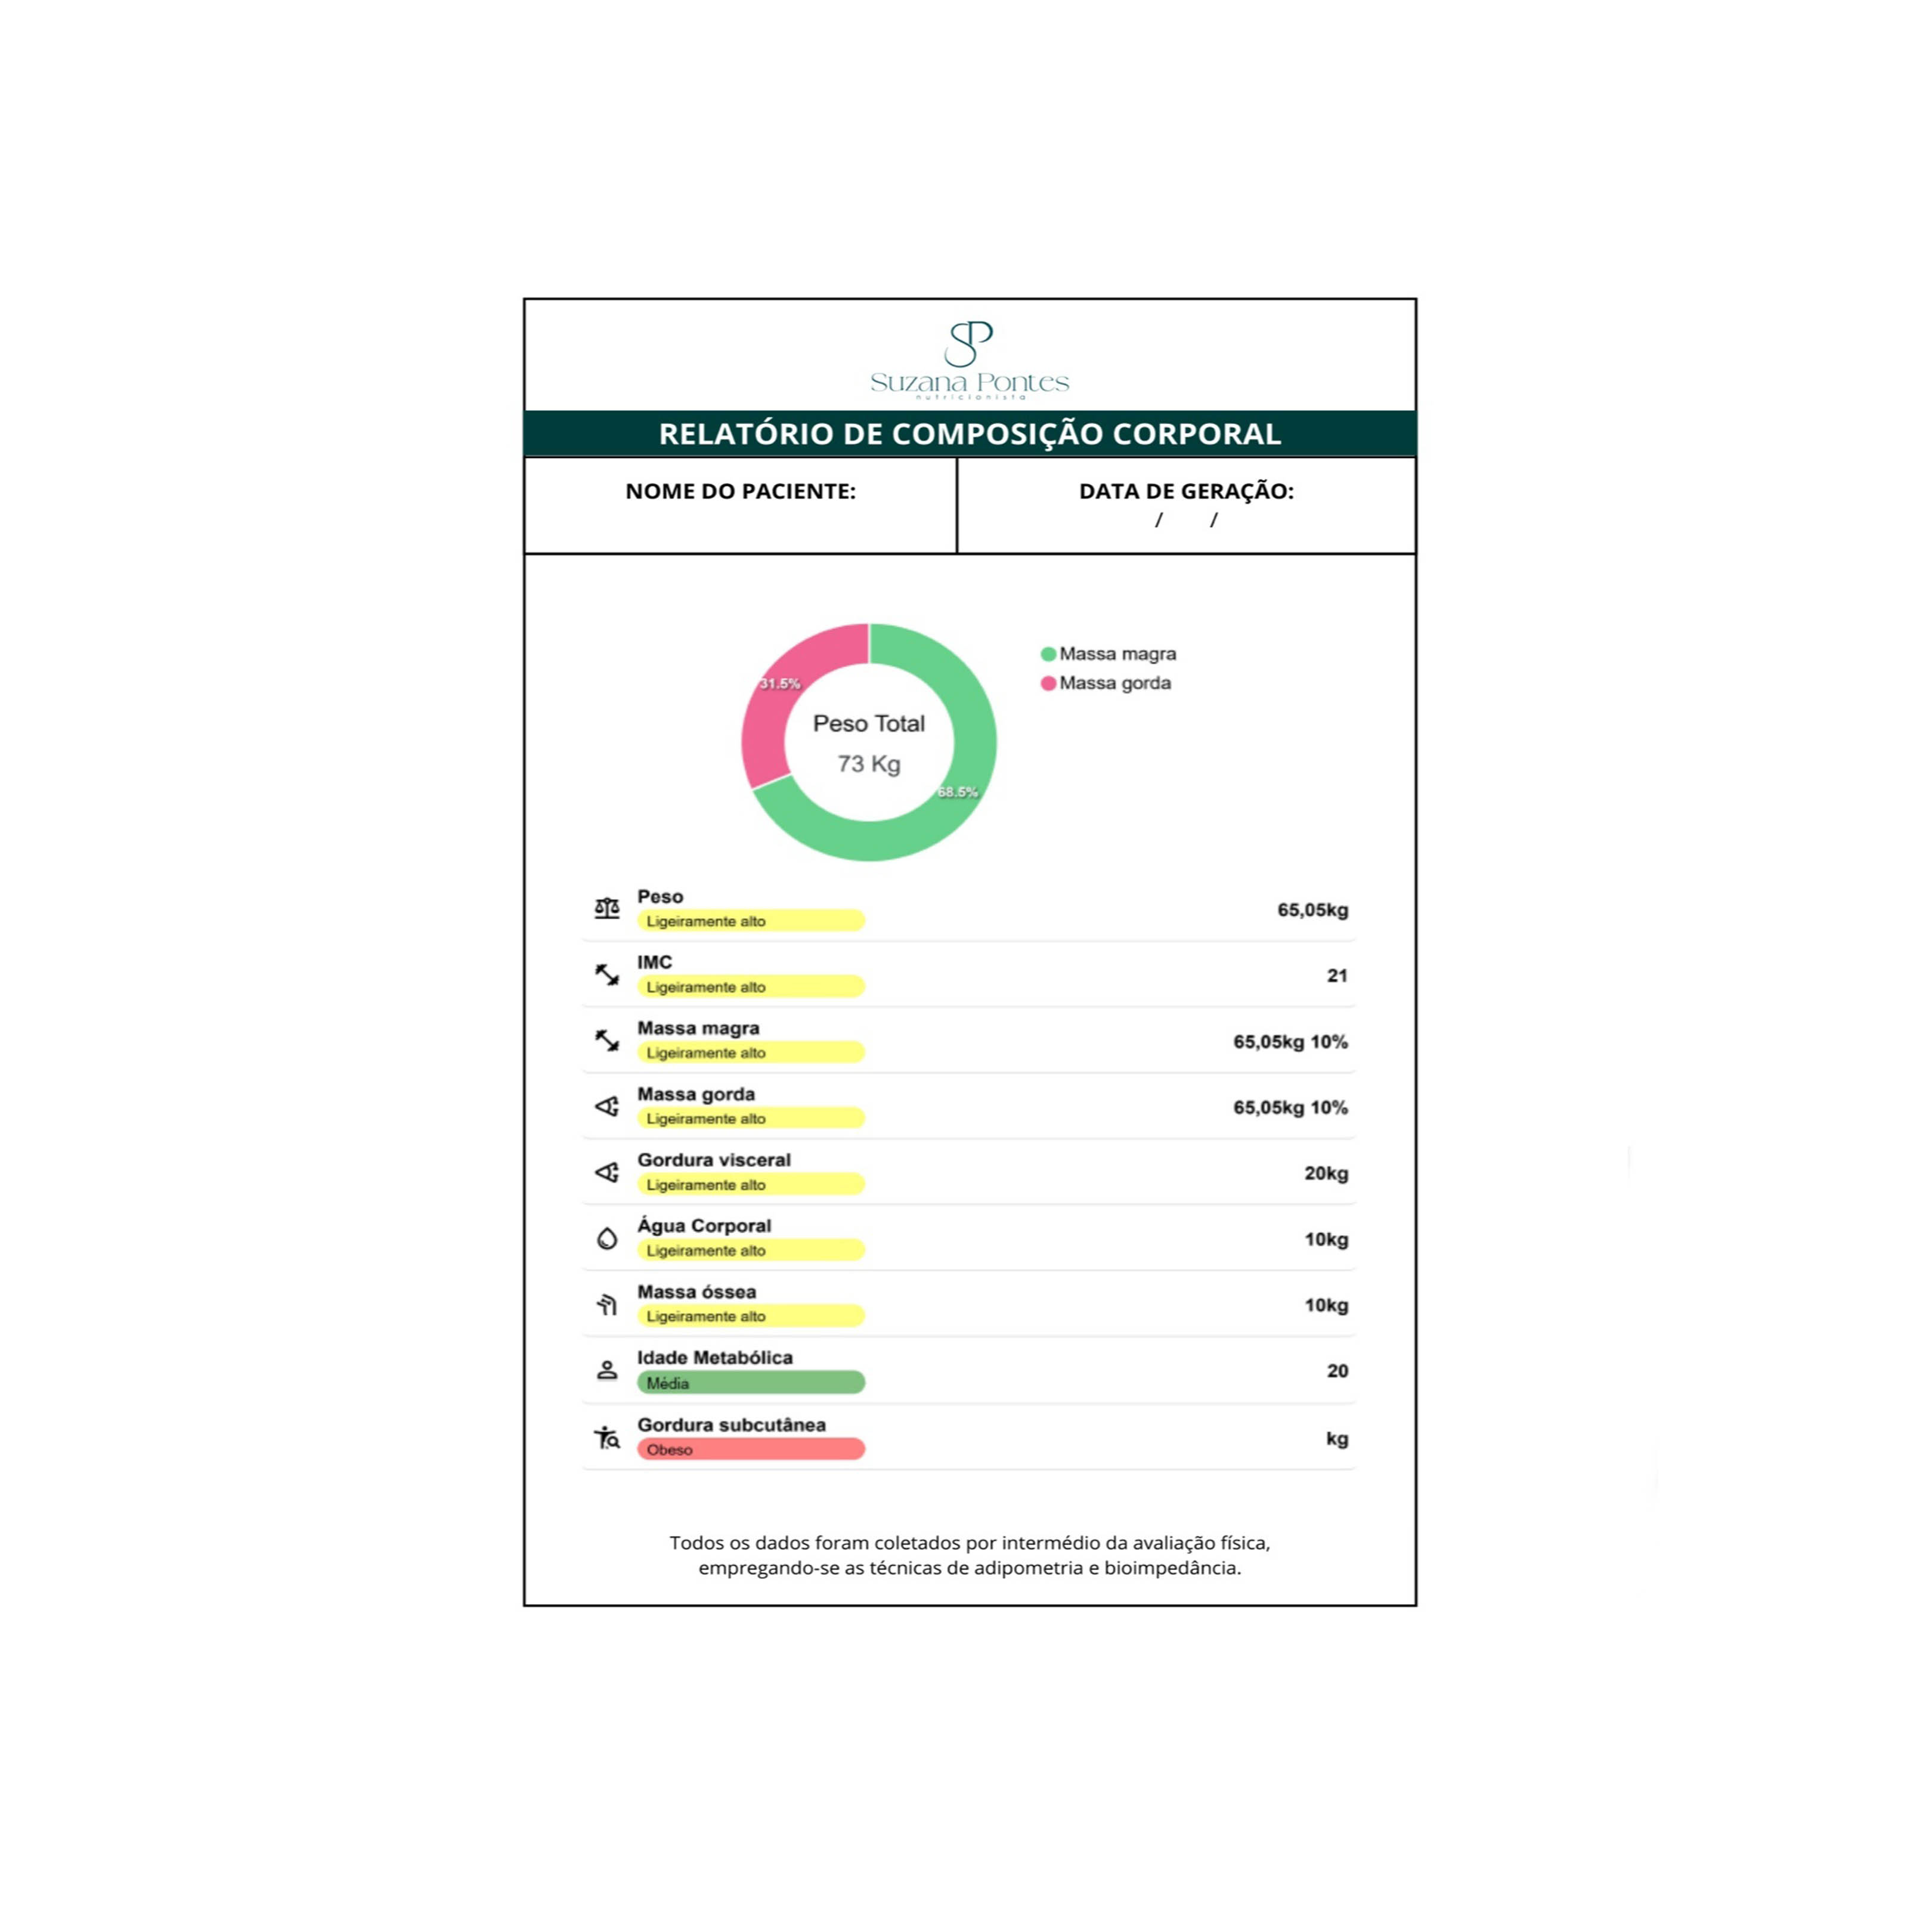 SP
Suzana Pontes
nutricionista
RELATÓRIO DE COMPOSIÇÃO CORPORAL
NOME DO PACIENTE:
DATA DE GERAÇÃO:
/ /
Massa magra
Massa gorda
31.5%
Peso Total
73 Kg
68.5%
Peso
Ligeiramente alto
65,05kg
IMC
Ligeiramente alto
21
Massa magra
Ligeiramente alto
65,05kg 10%
Massa gorda
Ligeiramente alto
65,05kg 10%
Gordura visceral
Ligeiramente alto
20kg
Água Corporal
Ligeiramente alto
10kg
Massa óssea
Ligeiramente alto
10kg
Idade Metabólica
Média
20
Gordura subcutânea
Obeso
kg
Todos os dados foram coletados por intermédio da avaliação física,
empregando-se as técnicas de adipometria e bioimpedância.